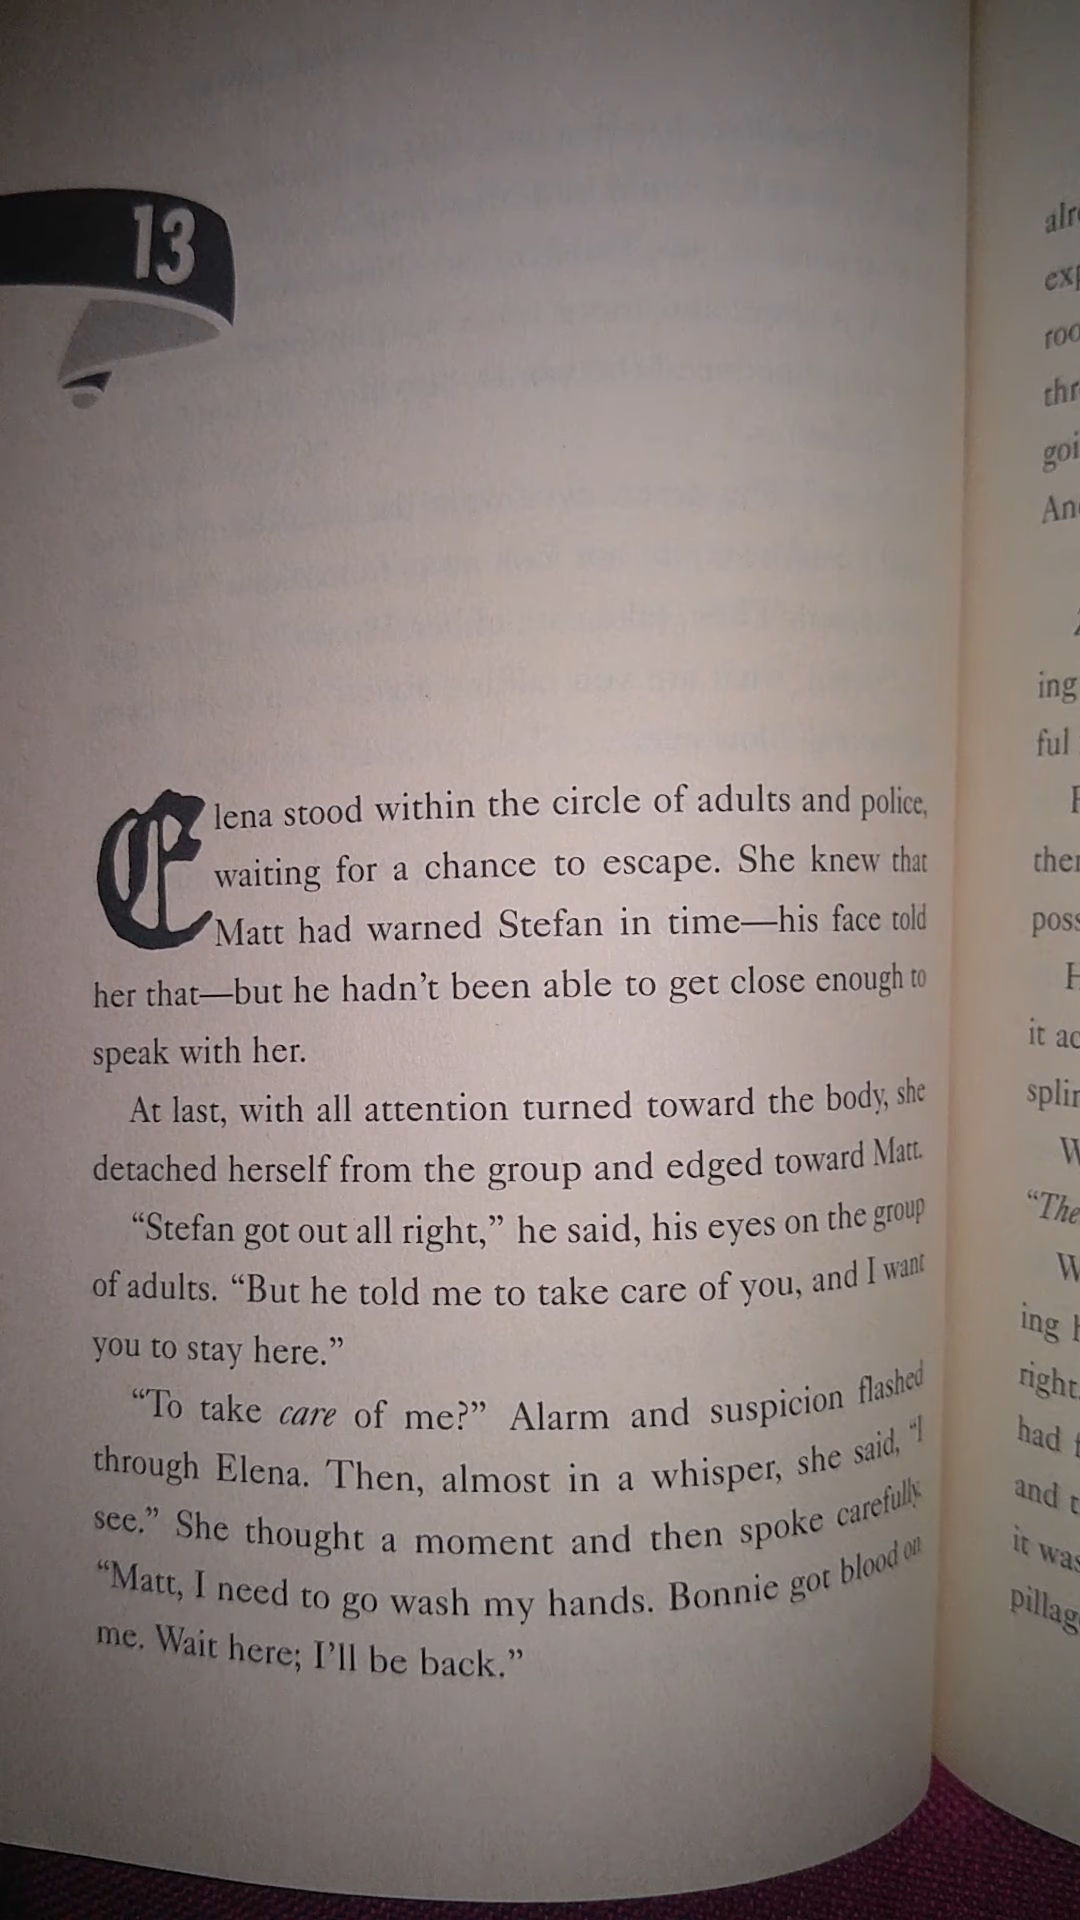 13
Elena stood within the circle of adults and police,
waiting for a chance to escape. She knew that
Matt had warned Stefan in time—his face told
her that—but he hadn't been able to get close enough to
speak with her.
At last, with all attention turned toward the body, she
detached herself from the group and edged toward Matt.
“Stefan got out all right,” he said, his eyes on the group
of adults. “But he told me to take care of you, and I want
you to stay here.”
“To take care of me?” Alarm and suspicion flashed
through Elena. Then, almost in a whisper, she said, “I
see.” She thought a moment and then spoke carefully.
“Matt, I need to go wash my hands. Bonnie got blood on
me. Wait here; I'll be back.”
ing
ful
it
“The
W
ing
right
had
and
it was